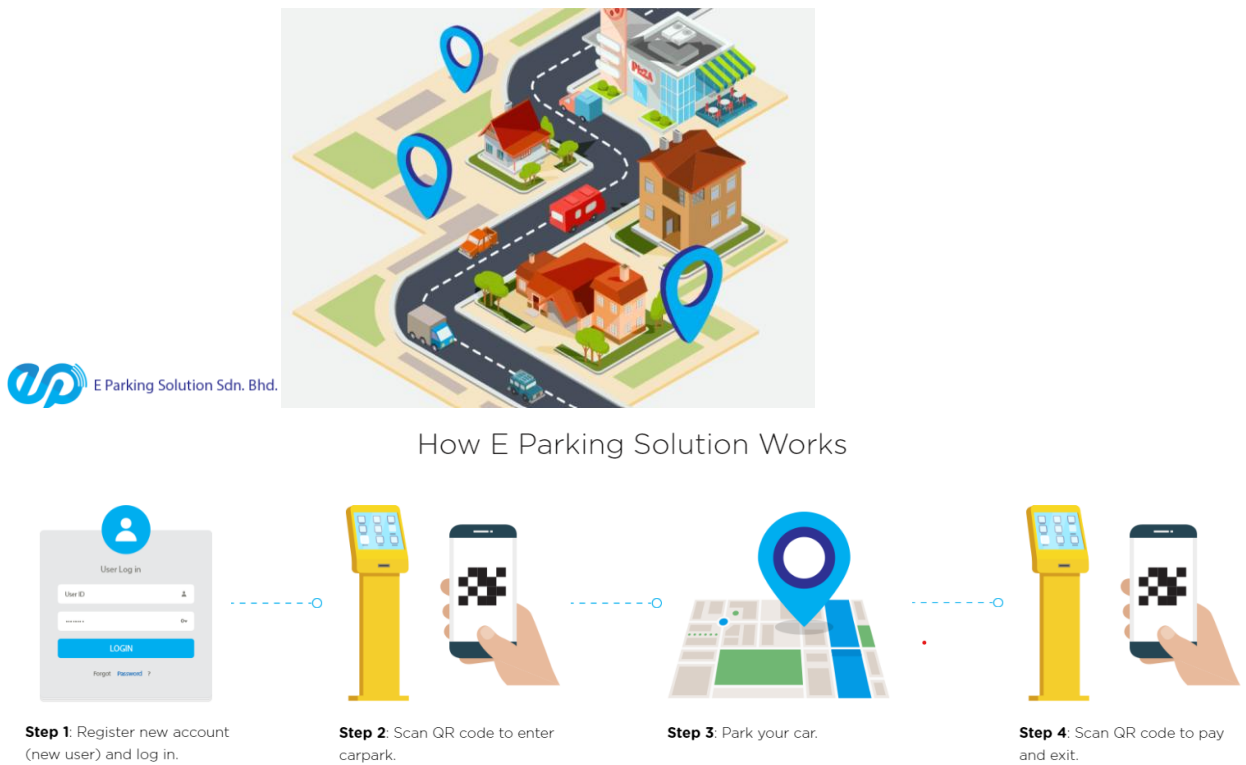 PLaZA
E Parking Solution Sdn. Bhd.
How E Parking Solution Works
User Log in
User ID
LOGIN
Forgot Password ?
Step 1: Register new account
(new user) and log in.
Step 2: Scan QR code to enter
carpark.
Step 3: Park your car.
Step 4: Scan QR code to pay
and exit.